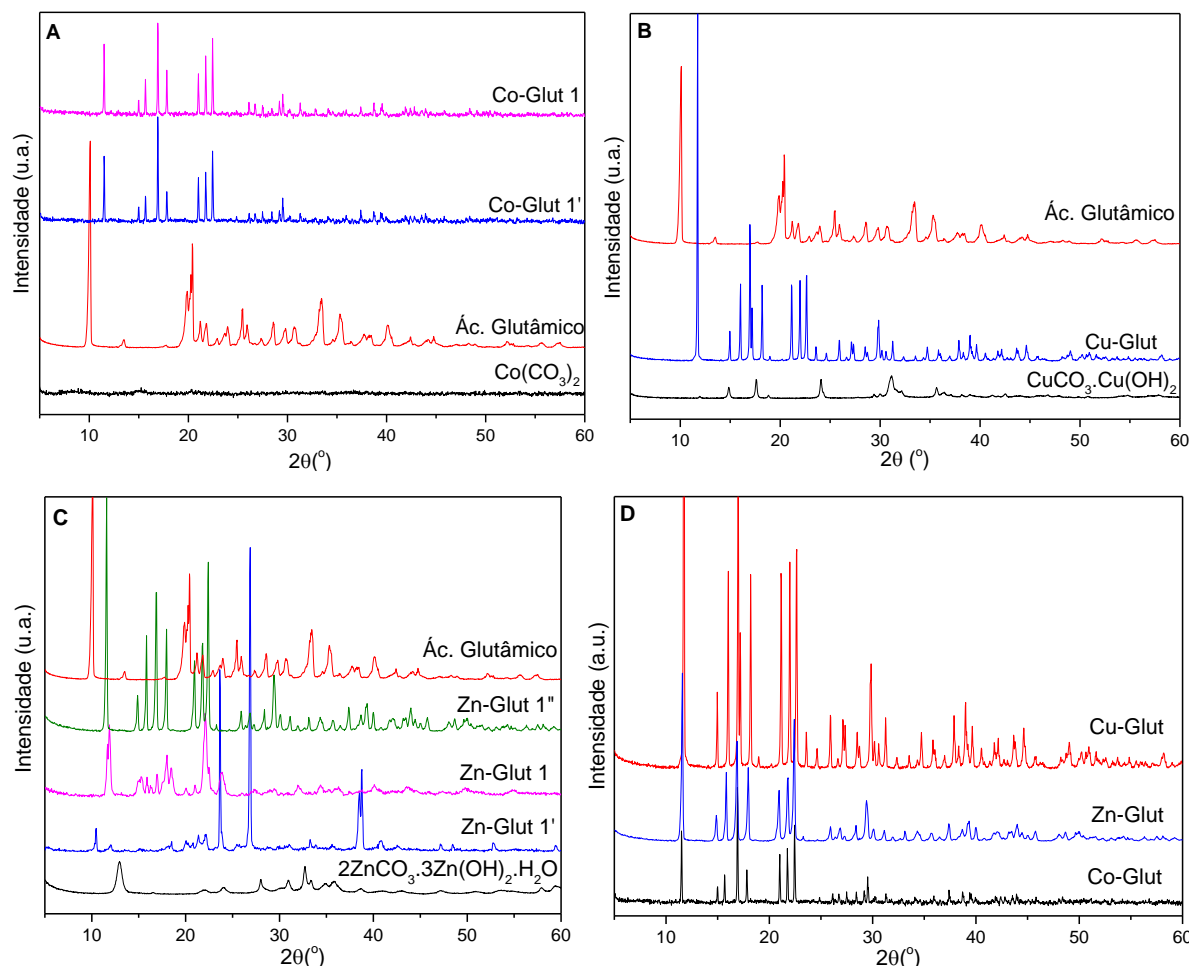 A
Intensidade (u.a.)
Co-Glut 1
Co-Glut 1'
Ác. Glutâmico
Co(CO₃)₂
10 20 30 40 50 60
2θ(°)
B
Intensidade (u.a.)
Ác. Glutâmico
Cu-Glut
CuCO₃.Cu(OH)₂
10 20 30 40 50 60
2θ (°)
C
Intensidade (u.a.)
Ác. Glutâmico
Zn-Glut 1"
Zn-Glut 1
Zn-Glut 1'
2ZnCO₃.3Zn(OH)₂.H₂O
10 20 30 40 50 60
2θ(°)
D
Intensidade (a.u.)
Cu-Glut
Zn-Glut
Co-Glut
10 20 30 40 50 60
2θ(°)